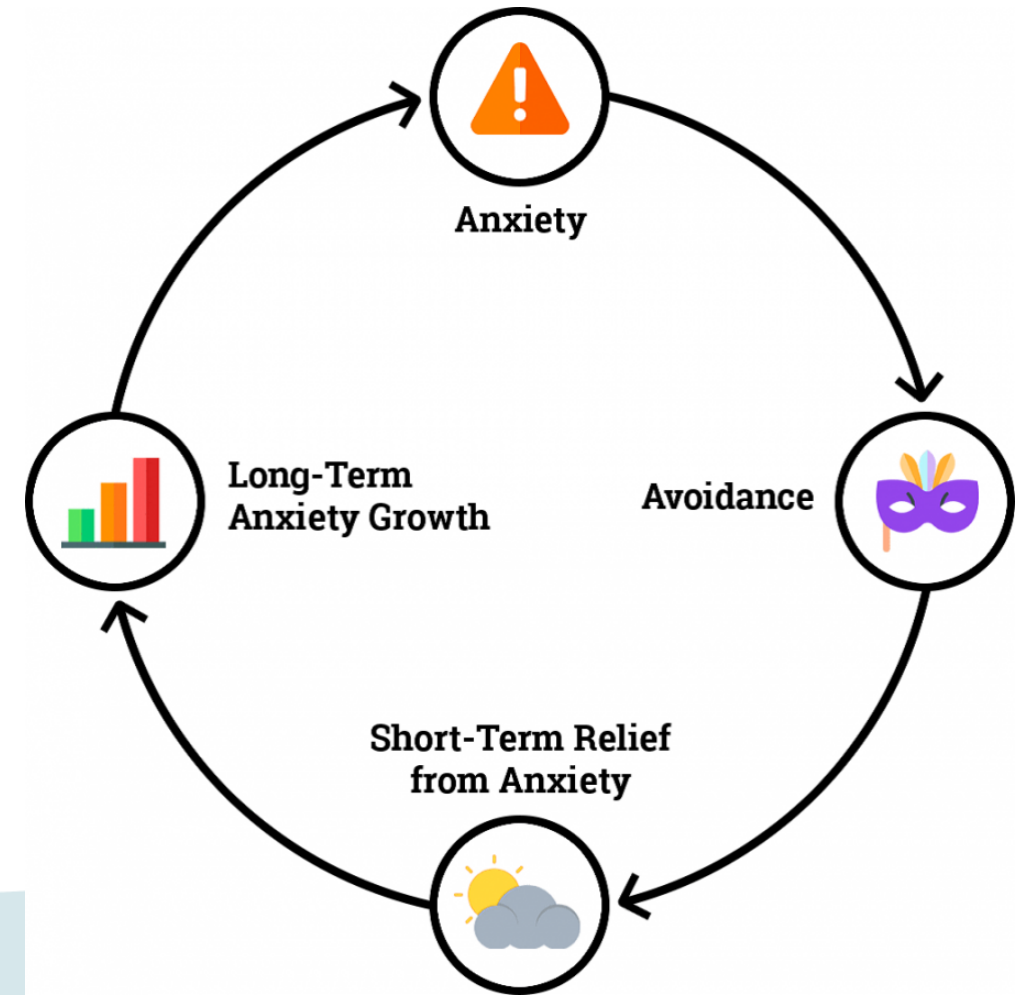 Anxiety
Long-Term
Anxiety Growth
Avoidance
Short-Term Relief
from Anxiety